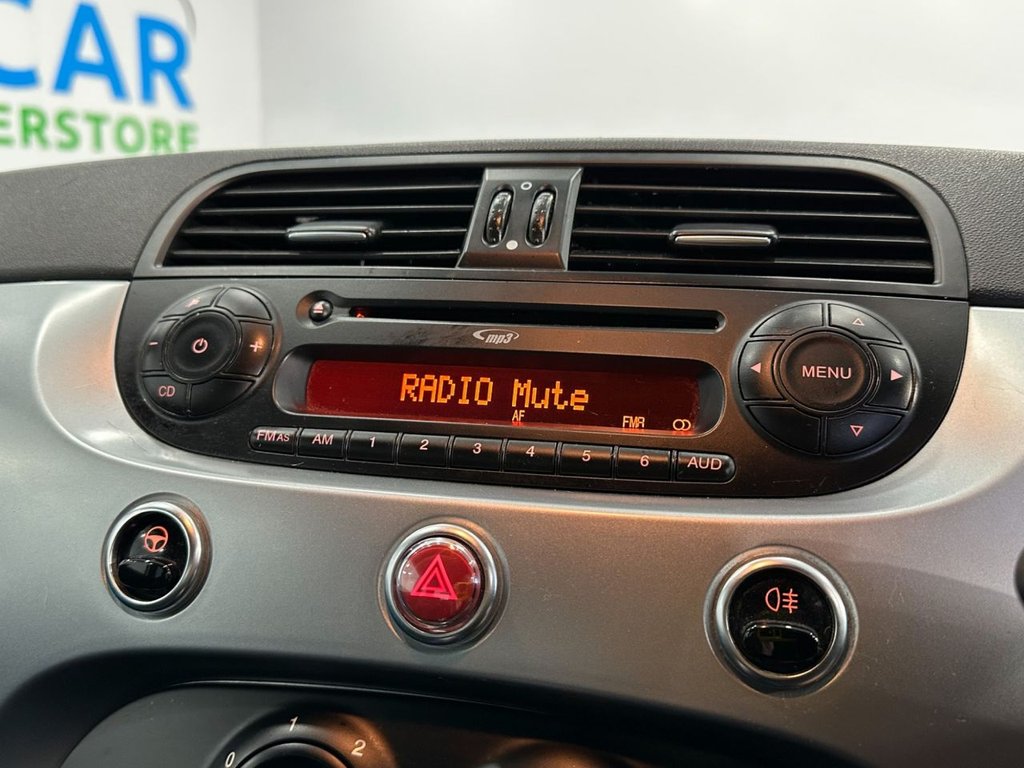 CAR
ERSTORE
mp3
RADIO Mute
AF
FMA
CD
MENU
FMAS AM 1 2 3 4 5 6 AUD
0 1 2